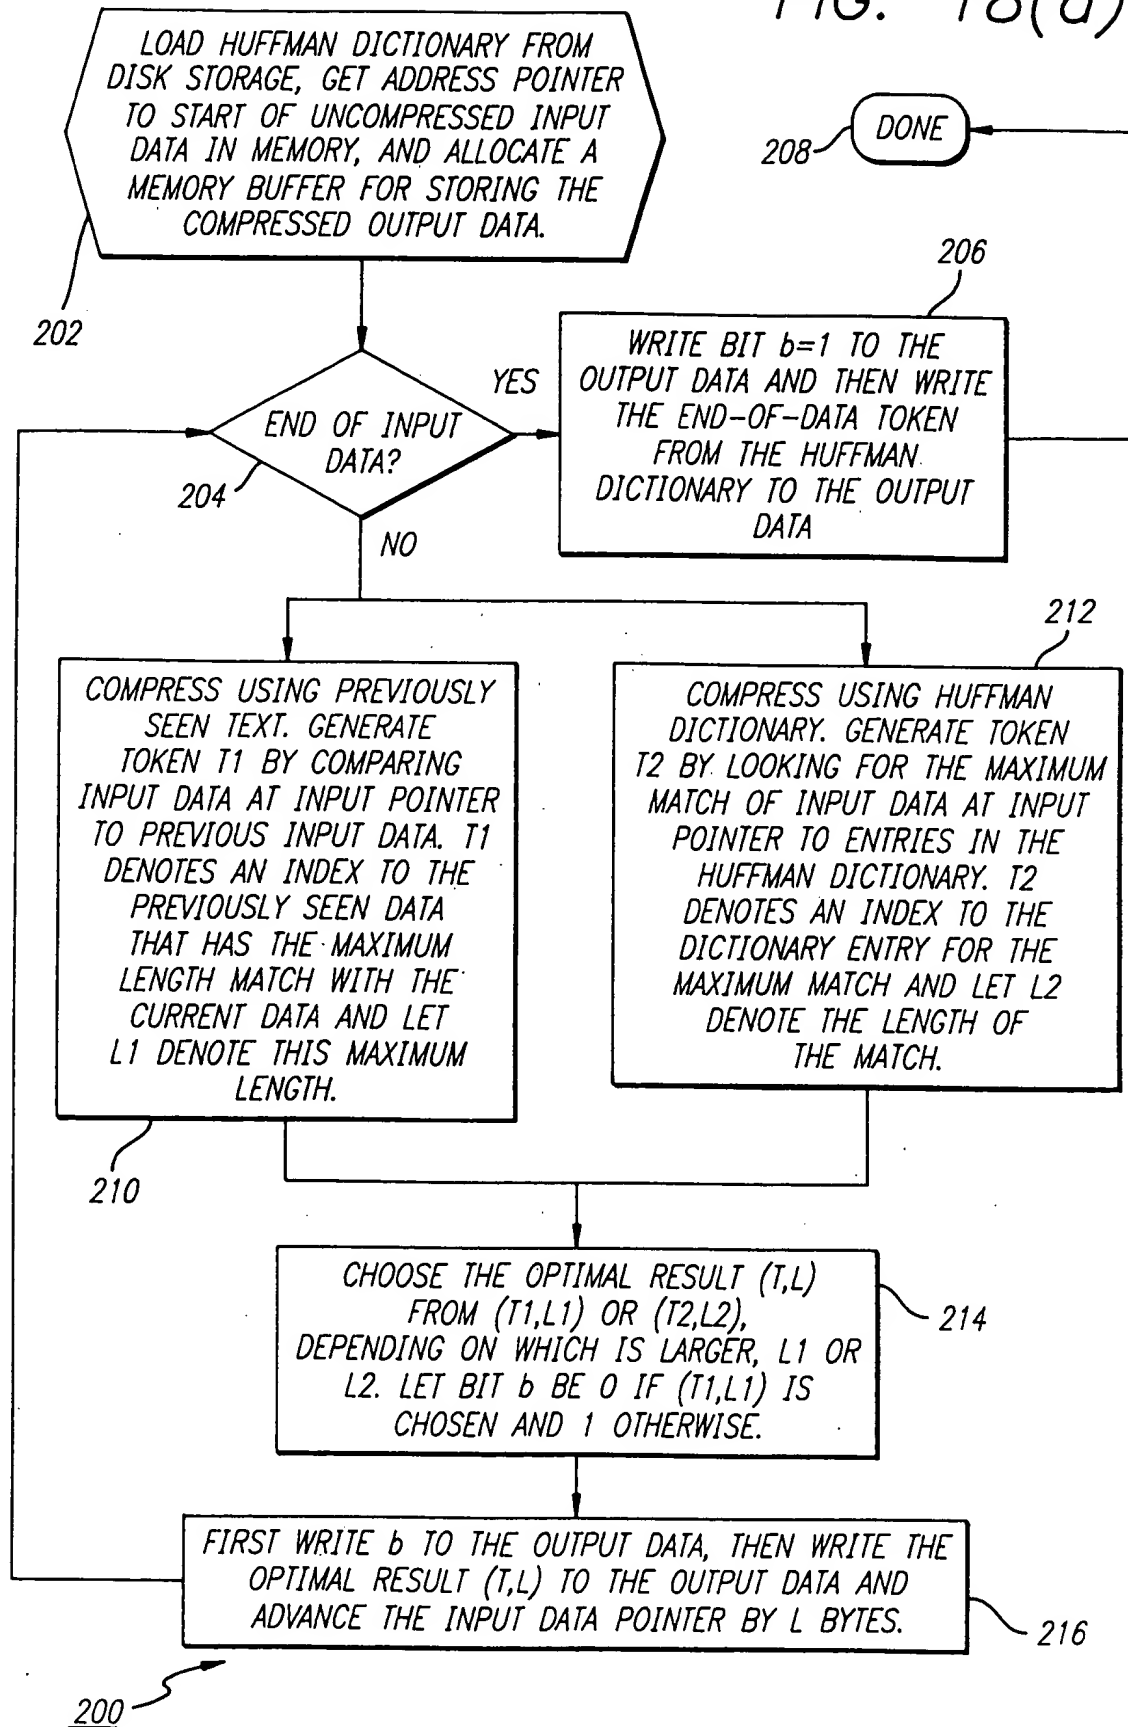 FIG. 18(a)
LOAD HUFFMAN DICTIONARY FROM
DISK STORAGE, GET ADDRESS POINTER
TO START OF UNCOMPRESSED INPUT
DATA IN MEMORY, AND ALLOCATE A
MEMORY BUFFER FOR STORING THE
COMPRESSED OUTPUT DATA.
202
DONE
208
END OF INPUT
DATA?
204
YES
NO
206
WRITE BIT b=1 TO THE
OUTPUT DATA AND THEN WRITE
THE END-OF-DATA TOKEN
FROM THE HUFFMAN
DICTIONARY TO THE OUTPUT
DATA
COMPRESS USING PREVIOUSLY
SEEN TEXT. GENERATE
TOKEN T1 BY COMPARING
INPUT DATA AT INPUT POINTER
TO PREVIOUS INPUT DATA. T1
DENOTES AN INDEX TO THE
PREVIOUSLY SEEN DATA
THAT HAS THE MAXIMUM
LENGTH MATCH WITH THE
CURRENT DATA AND LET
L1 DENOTE THIS MAXIMUM
LENGTH.
210
212
COMPRESS USING HUFFMAN
DICTIONARY. GENERATE TOKEN
T2 BY LOOKING FOR THE MAXIMUM
MATCH OF INPUT DATA AT INPUT
POINTER TO ENTRIES IN THE
HUFFMAN DICTIONARY. T2
DENOTES AN INDEX TO THE
DICTIONARY ENTRY FOR THE
MAXIMUM MATCH AND LET L2
DENOTE THE LENGTH OF
THE MATCH.
CHOOSE THE OPTIMAL RESULT (T,L)
FROM (T1,L1) OR (T2,L2),
DEPENDING ON WHICH IS LARGER, L1 OR
L2. LET BIT b BE 0 IF (T1,L1) IS
CHOSEN AND 1 OTHERWISE.
214
FIRST WRITE b TO THE OUTPUT DATA, THEN WRITE THE
OPTIMAL RESULT (T,L) TO THE OUTPUT DATA AND
ADVANCE THE INPUT DATA POINTER BY L BYTES.
216
200